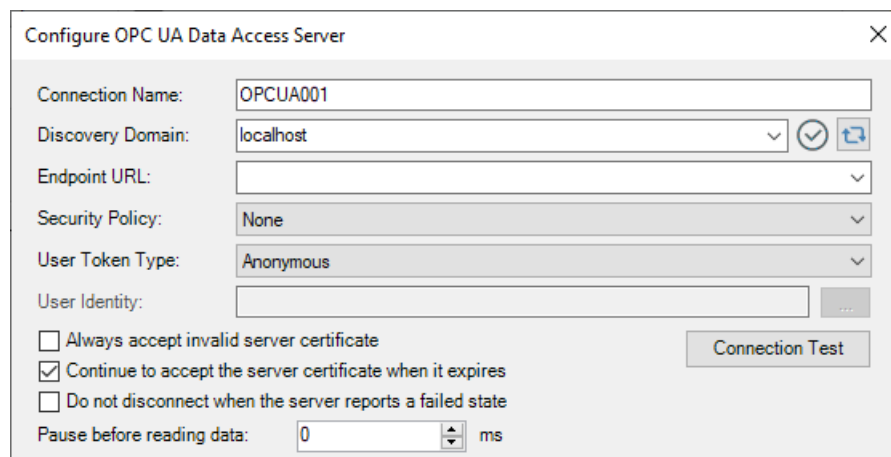 Configure OPC UA Data Access Server
Connection Name: OPCUA001
Discovery Domain: localhost
Endpoint URL:
Security Policy: None
User Token Type: Anonymous
User Identity: ...
Always accept invalid server certificate
Connection Test
Continue to accept the server certificate when it expires
Do not disconnect when the server reports a failed state
Pause before reading data: 0 ms